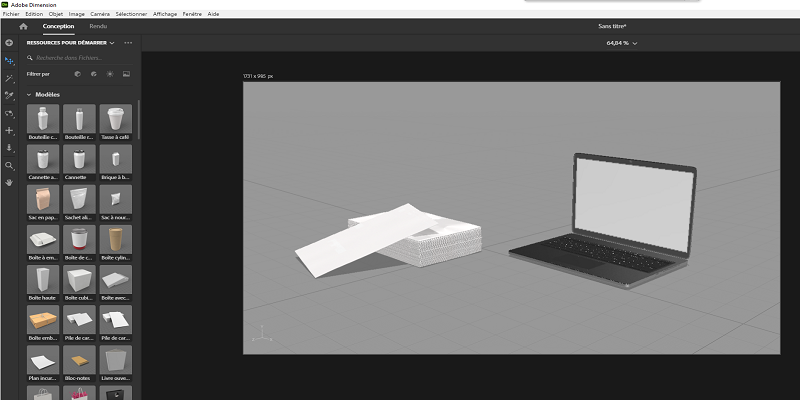 Adobe Dimension
Fichier Edition Objet Image Caméra Sélectionner Affichage Fenêtre Aide
Conception Rendu Sans titre*
RESSOURCES POUR DÉMARRER
64,84 %
Recherche dans Fichiers...
Filtrer par
1731 x 985 px
Modèles
Bouteille c... Bouteille c... Tasse à café
Cannette a... Cannette Brique à b...
Sac en pap... Sachet ali... Sac à nour...
Boîte à em... Boîte de c... Boîte cylin...
Boîte haute Boîte cubi... Boîte avec...
Boîte emb... Pile de car... Pile de car...
Plan incur... Bloc-notes Livre ouve...